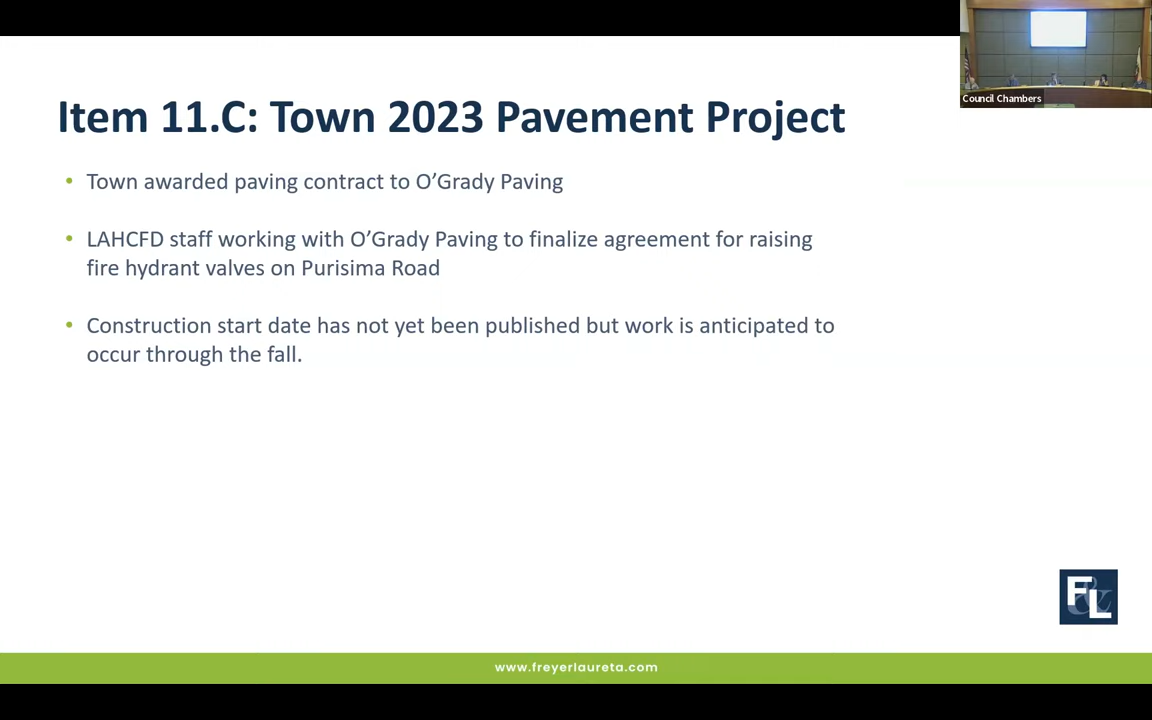 Council Chambers
Item 11.C: Town 2023 Pavement Project
• Town awarded paving contract to O’Grady Paving
• LAHCFD staff working with O’Grady Paving to finalize agreement for raising
fire hydrant valves on Purisima Road
• Construction start date has not yet been published but work is anticipated to
occur through the fall.
F&L
www.freyerlaureta.com